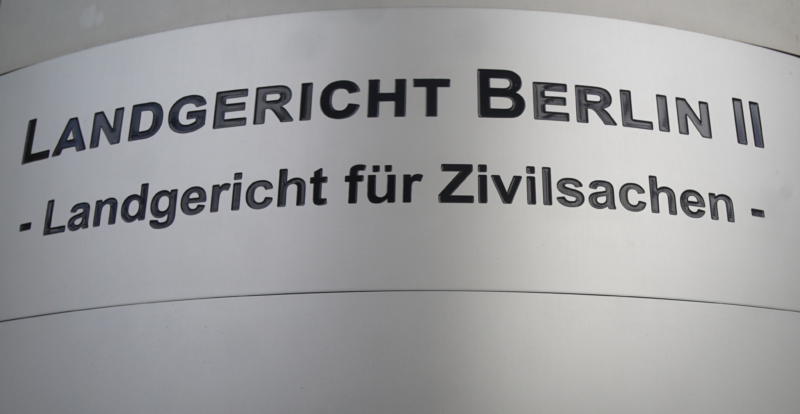 LANDGERICHT BERLIN II
- Landgericht für Zivilsachen -